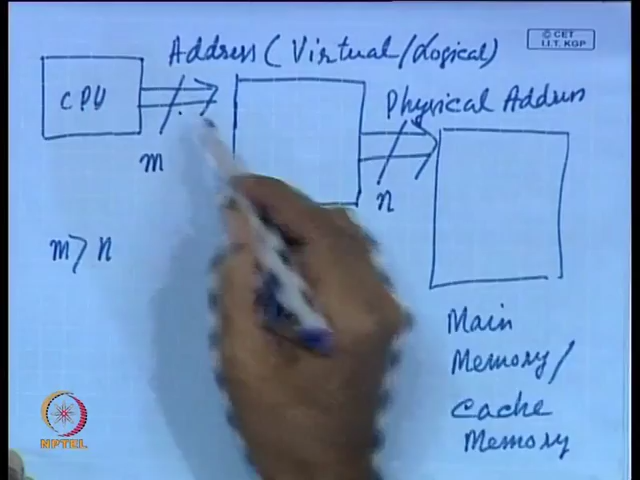 © CET
I.I.T. KGP
Address (Virtual/Logical)
CPU
Physical Address
m
n
m > n
Main
Memory/
Cache
Memory
NPTEL